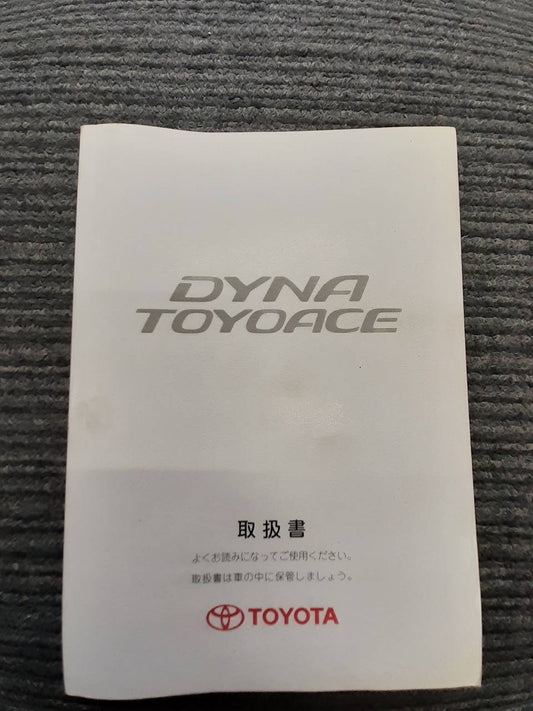 DYNA
TOYOACE
取扱書
よくお読みになってご使用ください。
取扱書は車の中に保管しましょう。
TOYOTA